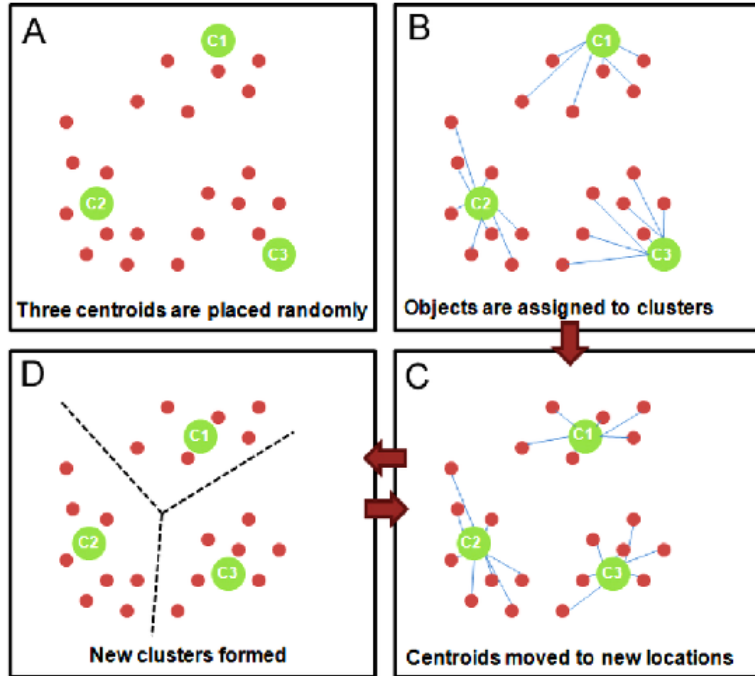 A
C1
C2
C3
Three centroids are placed randomly
B
C1
C2
C3
Objects are assigned to clusters
D
C1
C2
C3
New clusters formed
C
C1
C2
C3
Centroids moved to new locations